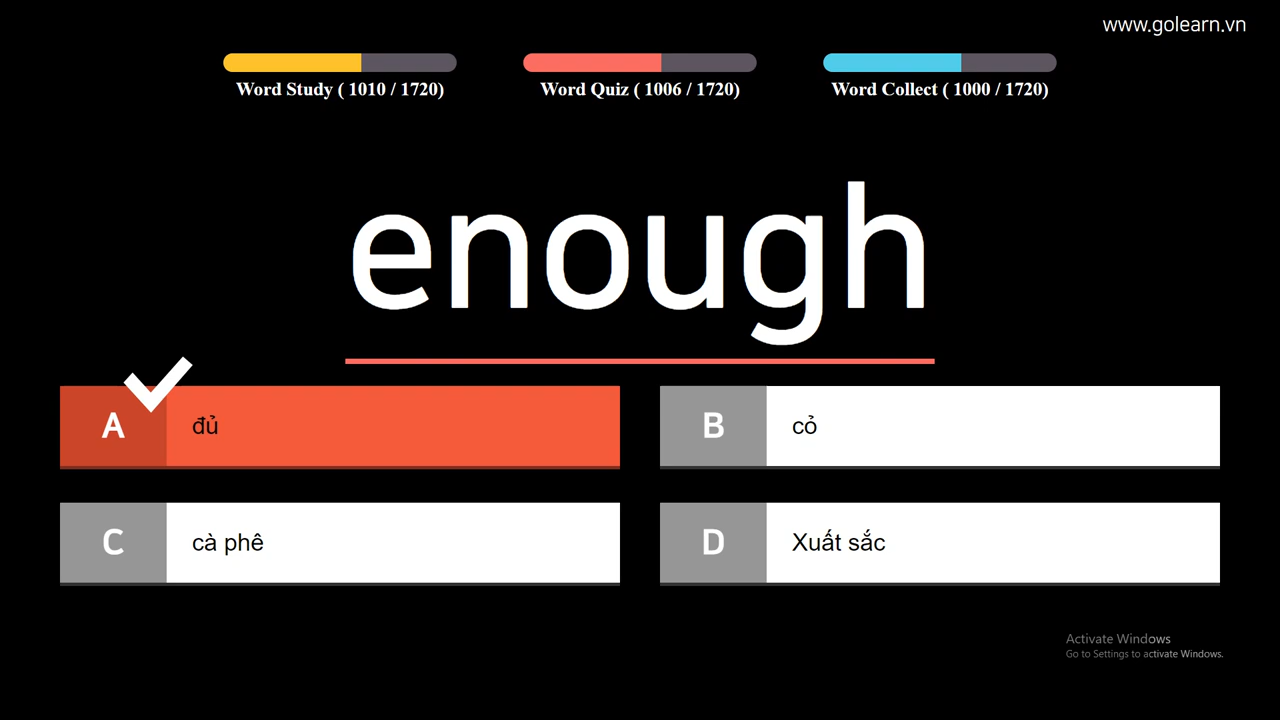 www.golearn.vn
Word Study ( 1010 / 1720)
Word Quiz ( 1006 / 1720)
Word Collect ( 1000 / 1720)
enough
A đủ
B cỏ
C cà phê
D Xuất sắc
Activate Windows
Go to Settings to activate Windows.